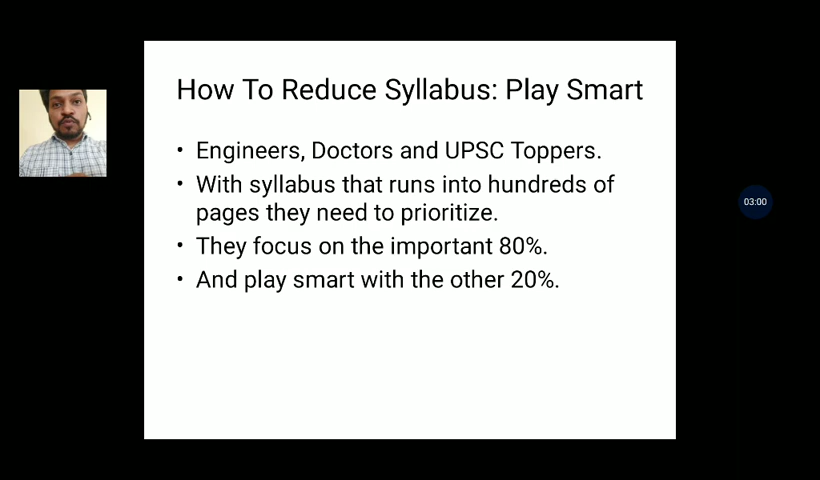 How To Reduce Syllabus: Play Smart
• Engineers, Doctors and UPSC Toppers.
• With syllabus that runs into hundreds of
pages they need to prioritize.
• They focus on the important 80%.
• And play smart with the other 20%.
03:00